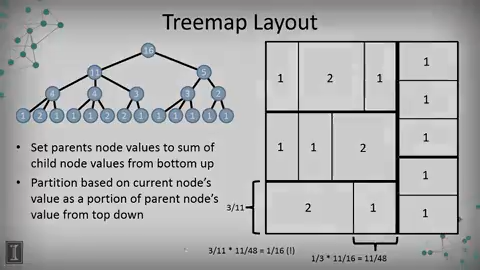 Treemap Layout
16
11 5
4 4 3 3 2
1 2 1 1 1 2 2 1 1 1 1 1 1
• Set parents node values to sum of
child node values from bottom up
• Partition based on current node's
value as a portion of parent node's
value from top down
1 2 1 1
1
1 1 2 1
1
2 1 1
3/11
3/11 * 11/48 = 1/16 (!)
1/3 * 11/16 = 11/48
I